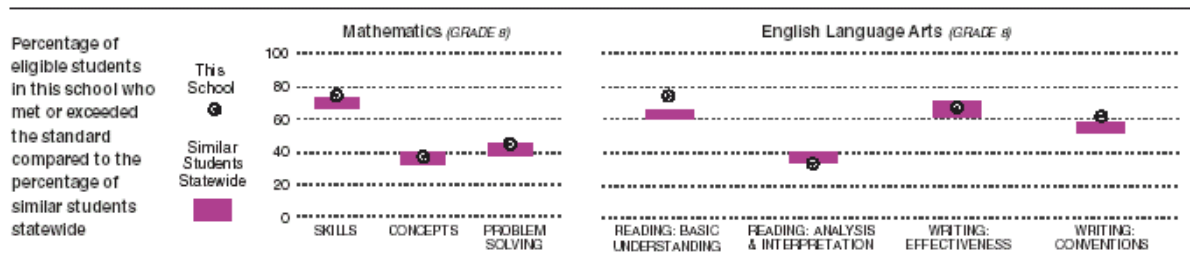 Percentage of
eligible students
in this school who
met or exceeded
the standard
compared to the
percentage of
similar students
statewide
This
School
Similar
Students
Statewide
Mathematics (GRADE 8)
100
80
60
40
20
0
SKILLS
CONCEPTS
PROBLEM
SOLVING
English Language Arts (GRADE 8)
READING: BASIC
UNDERSTANDING
READING: ANALYSIS
& INTERPRETATION
WRITING:
EFFECTIVENESS
WRITING:
CONVENTIONS